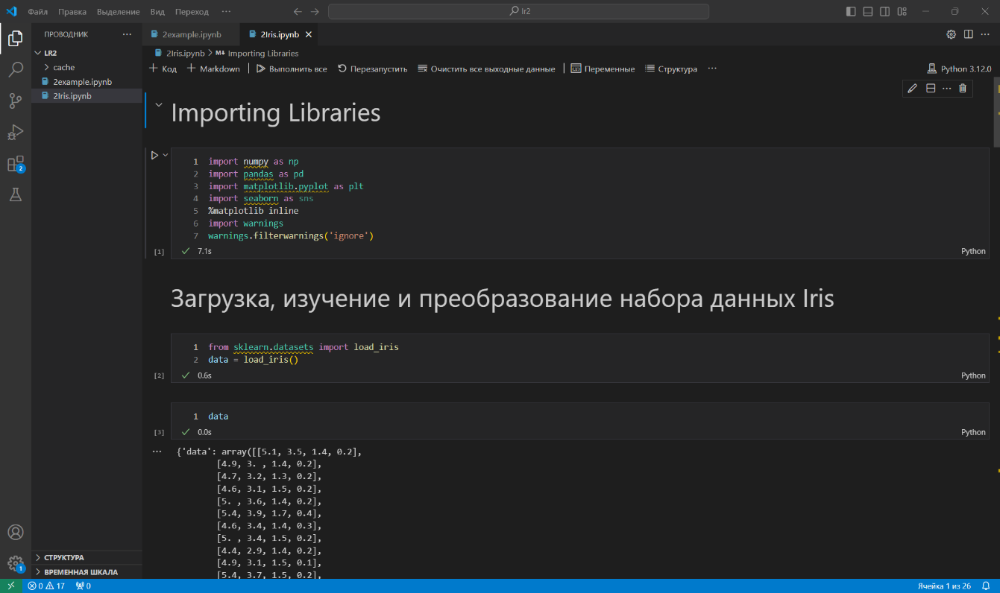 Файл Правка Выделение Вид Переход ··· lr2
ПРОВОДНИК ···
2example.ipynb 2Iris.ipynb
LR2
cache
2example.ipynb
2Iris.ipynb
2Iris.ipynb > M↓ Importing Libraries
+ Код + Markdown Выполнить все Перезапустить Очистить все выходные данные Переменные Структура ··· Python 3.12.0
Importing Libraries
1 import numpy as np
2 import pandas as pd
3 import matplotlib.pyplot as plt
4 import seaborn as sns
5 %matplotlib inline
6 import warnings
7 warnings.filterwarnings('ignore')
[1] 7.1s Python
Загрузка, изучение и преобразование набора данных Iris
1 from sklearn.datasets import load_iris
2 data = load_iris()
[2] 0.6s Python
1 data
[3] 0.0s Python
{'data': array([[5.1, 3.5, 1.4, 0.2],
[4.9, 3. , 1.4, 0.2],
[4.7, 3.2, 1.3, 0.2],
[4.6, 3.1, 1.5, 0.2],
[5. , 3.6, 1.4, 0.2],
[5.4, 3.9, 1.7, 0.4],
[4.6, 3.4, 1.4, 0.3],
[5. , 3.4, 1.5, 0.2],
[4.4, 2.9, 1.4, 0.2],
[4.9, 3.1, 1.5, 0.1],
[5.4, 3.7, 1.5, 0.2],
2
1
СТРУКТУРА
ВРЕМЕННАЯ ШКАЛА
0 17 0 Ячейка 1 из 26